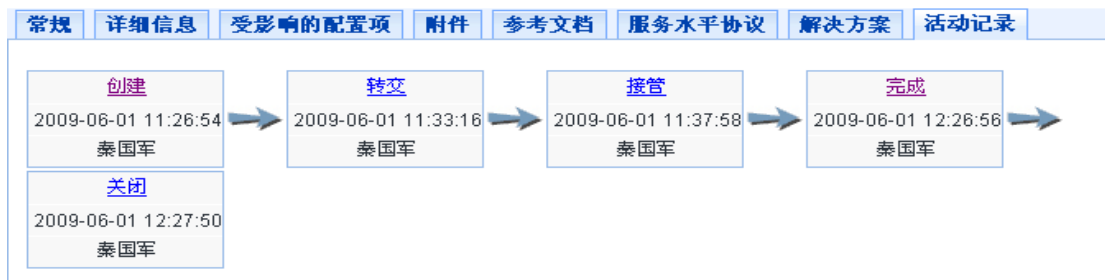 常规 详细信息 受影响的配置项 附件 参考文档 服务水平协议 解决方案 活动记录
创建
2009-06-01 11:26:54
秦国军
转交
2009-06-01 11:33:16
秦国军
接管
2009-06-01 11:37:58
秦国军
完成
2009-06-01 12:26:56
秦国军
关闭
2009-06-01 12:27:50
秦国军